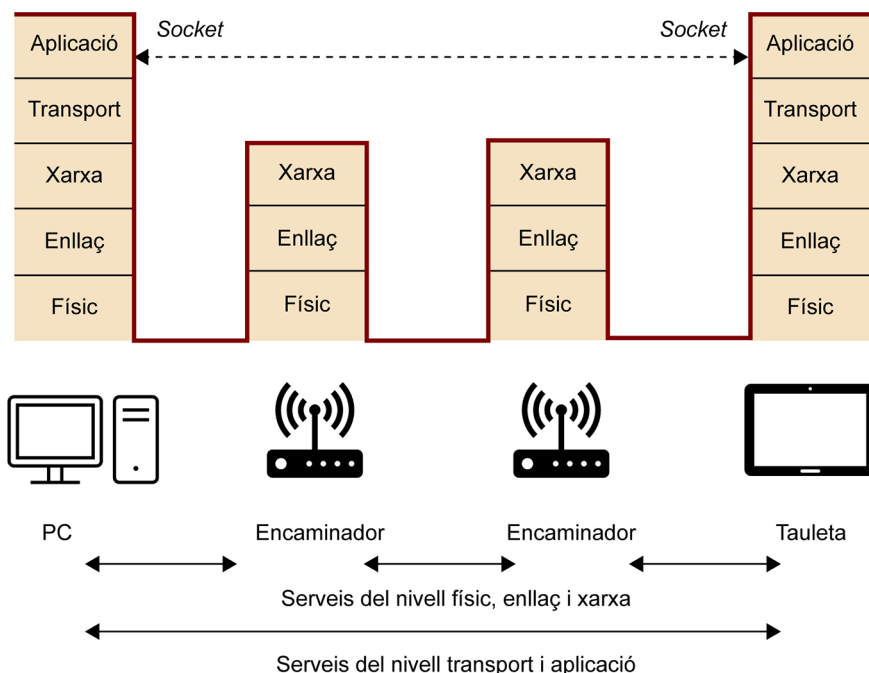 Socket
Socket
Aplicació
Aplicació
Transport
Transport
Xarxa
Xarxa
Xarxa
Xarxa
Enllaç
Enllaç
Enllaç
Enllaç
Físic
Físic
Físic
Físic
PC
Encaminador
Encaminador
Tauleta
Serveis del nivell físic, enllaç i xarxa
Serveis del nivell transport i aplicació